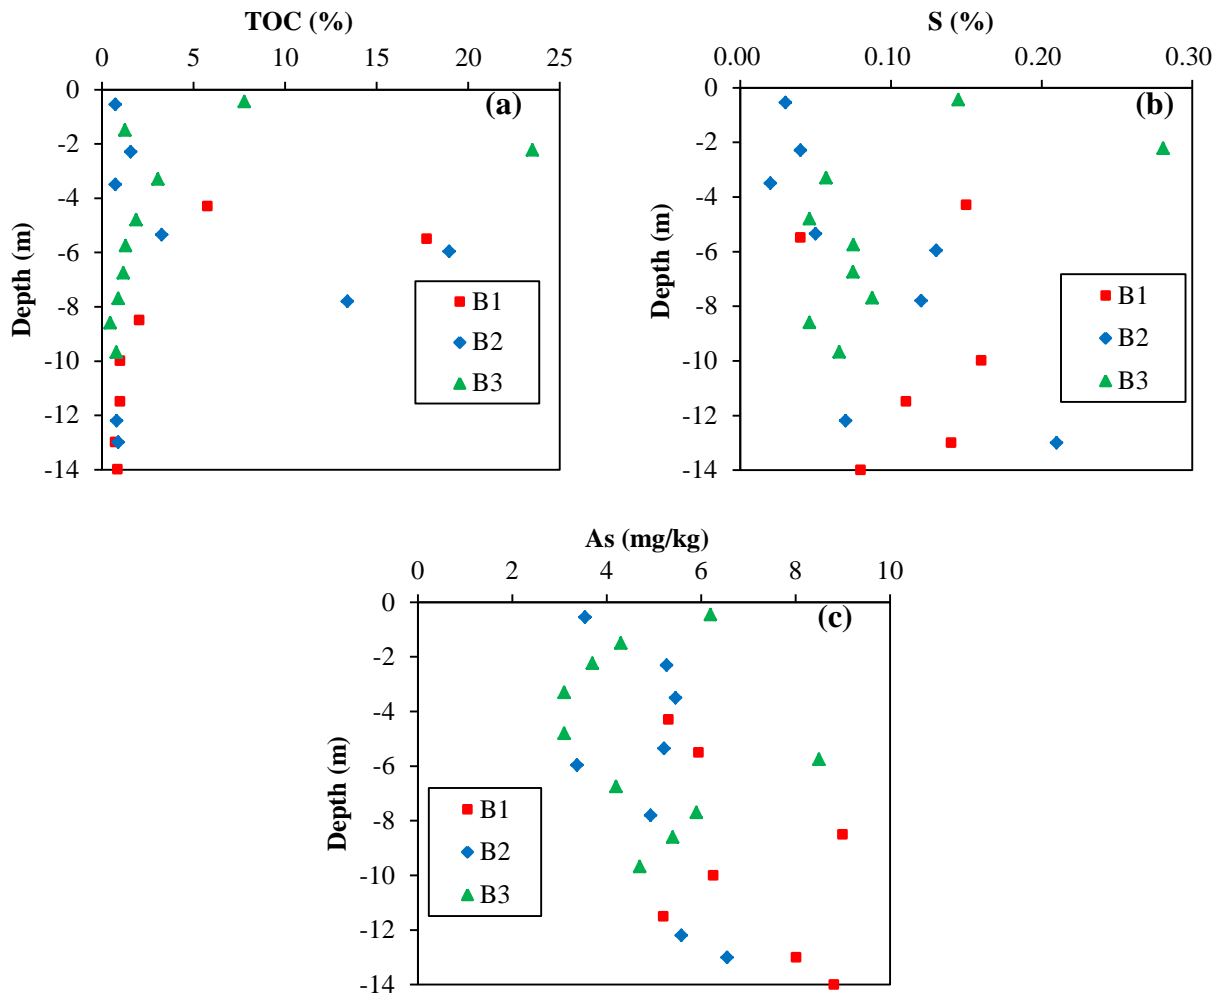 TOC (%)
0 5 10 15 20 25
0
-2
-4
-6
-8
-10
-12
-14
Depth (m)
(a)
B1
B2
B3
S (%)
0.00 0.10 0.20 0.30
0
-2
-4
-6
-8
-10
-12
-14
Depth (m)
(b)
B1
B2
B3
As (mg/kg)
0 2 4 6 8 10
0
-2
-4
-6
-8
-10
-12
-14
Depth (m)
(c)
B1
B2
B3